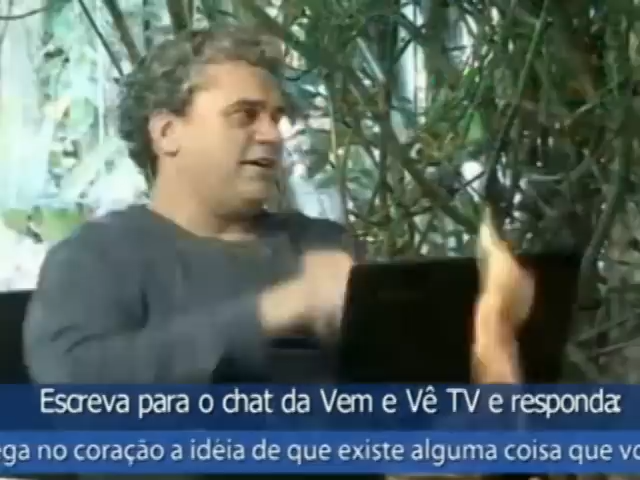 Escreva para o chat da Vem e Vê TV e responda:
no coração a idéia de que existe alguma coisa que